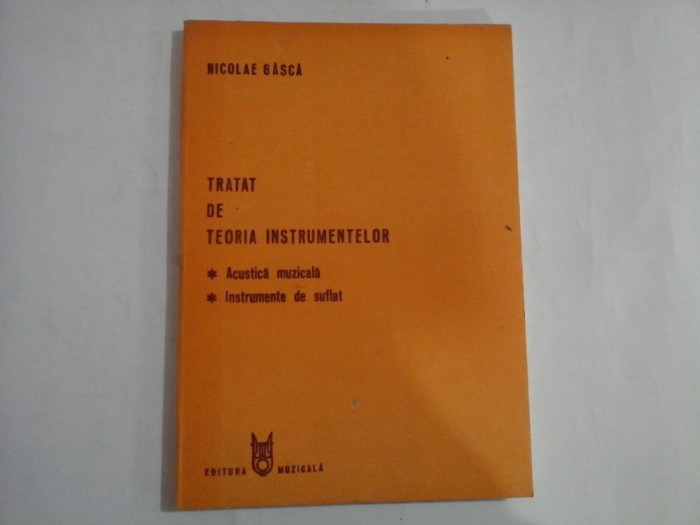 NICOLAE GÂSCĂ
TRATAT
DE
TEORIA INSTRUMENTELOR
* Acustică muzicală
* Instrumente de suflat
EDITURA MUZICALĂ